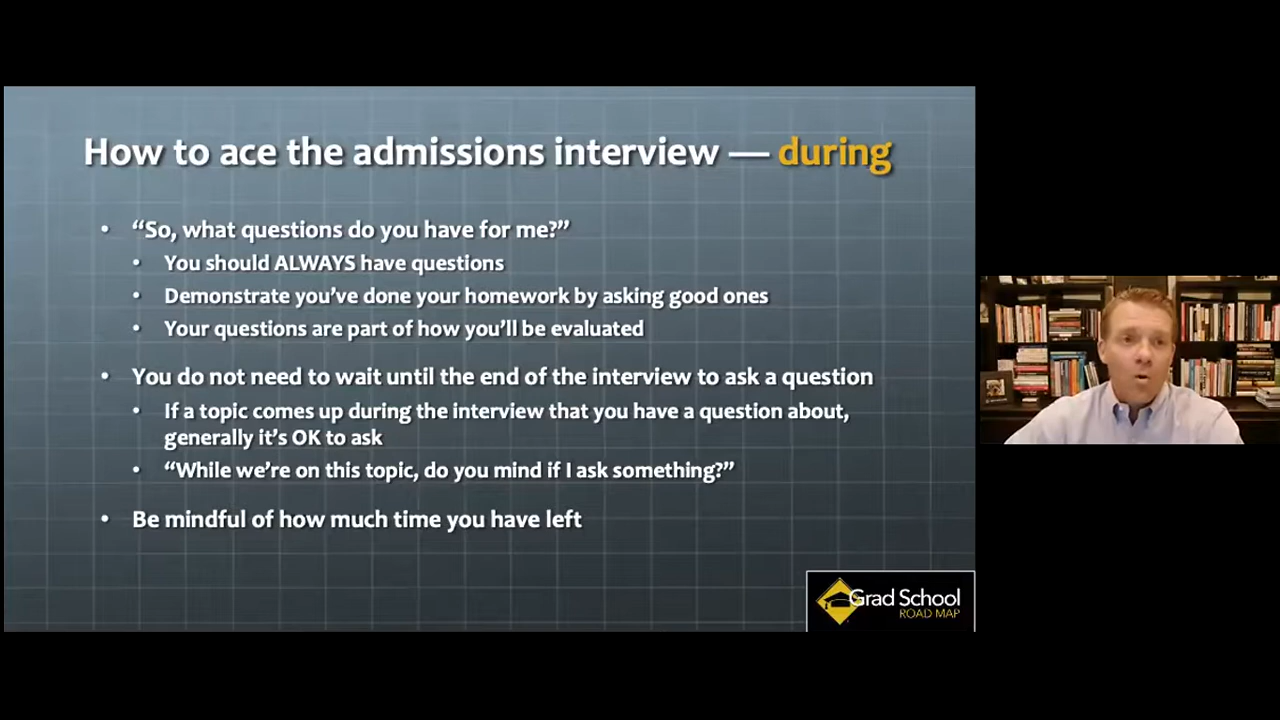 How to ace the admissions interview — during
• “So, what questions do you have for me?”
• You should ALWAYS have questions
• Demonstrate you’ve done your homework by asking good ones
• Your questions are part of how you’ll be evaluated
• You do not need to wait until the end of the interview to ask a question
• If a topic comes up during the interview that you have a question about,
generally it’s OK to ask
• “While we’re on this topic, do you mind if I ask something?”
• Be mindful of how much time you have left
Grad School
ROAD MAP